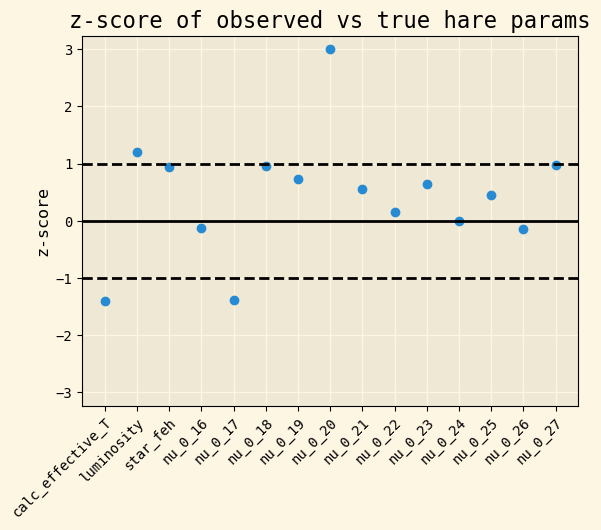 z-score of observed vs true hare params
z-score
3
2
1
0
−1
−2
−3
calc_effective_T
luminosity
star_feh
nu_0_16
nu_0_17
nu_0_18
nu_0_19
nu_0_20
nu_0_21
nu_0_22
nu_0_23
nu_0_24
nu_0_25
nu_0_26
nu_0_27